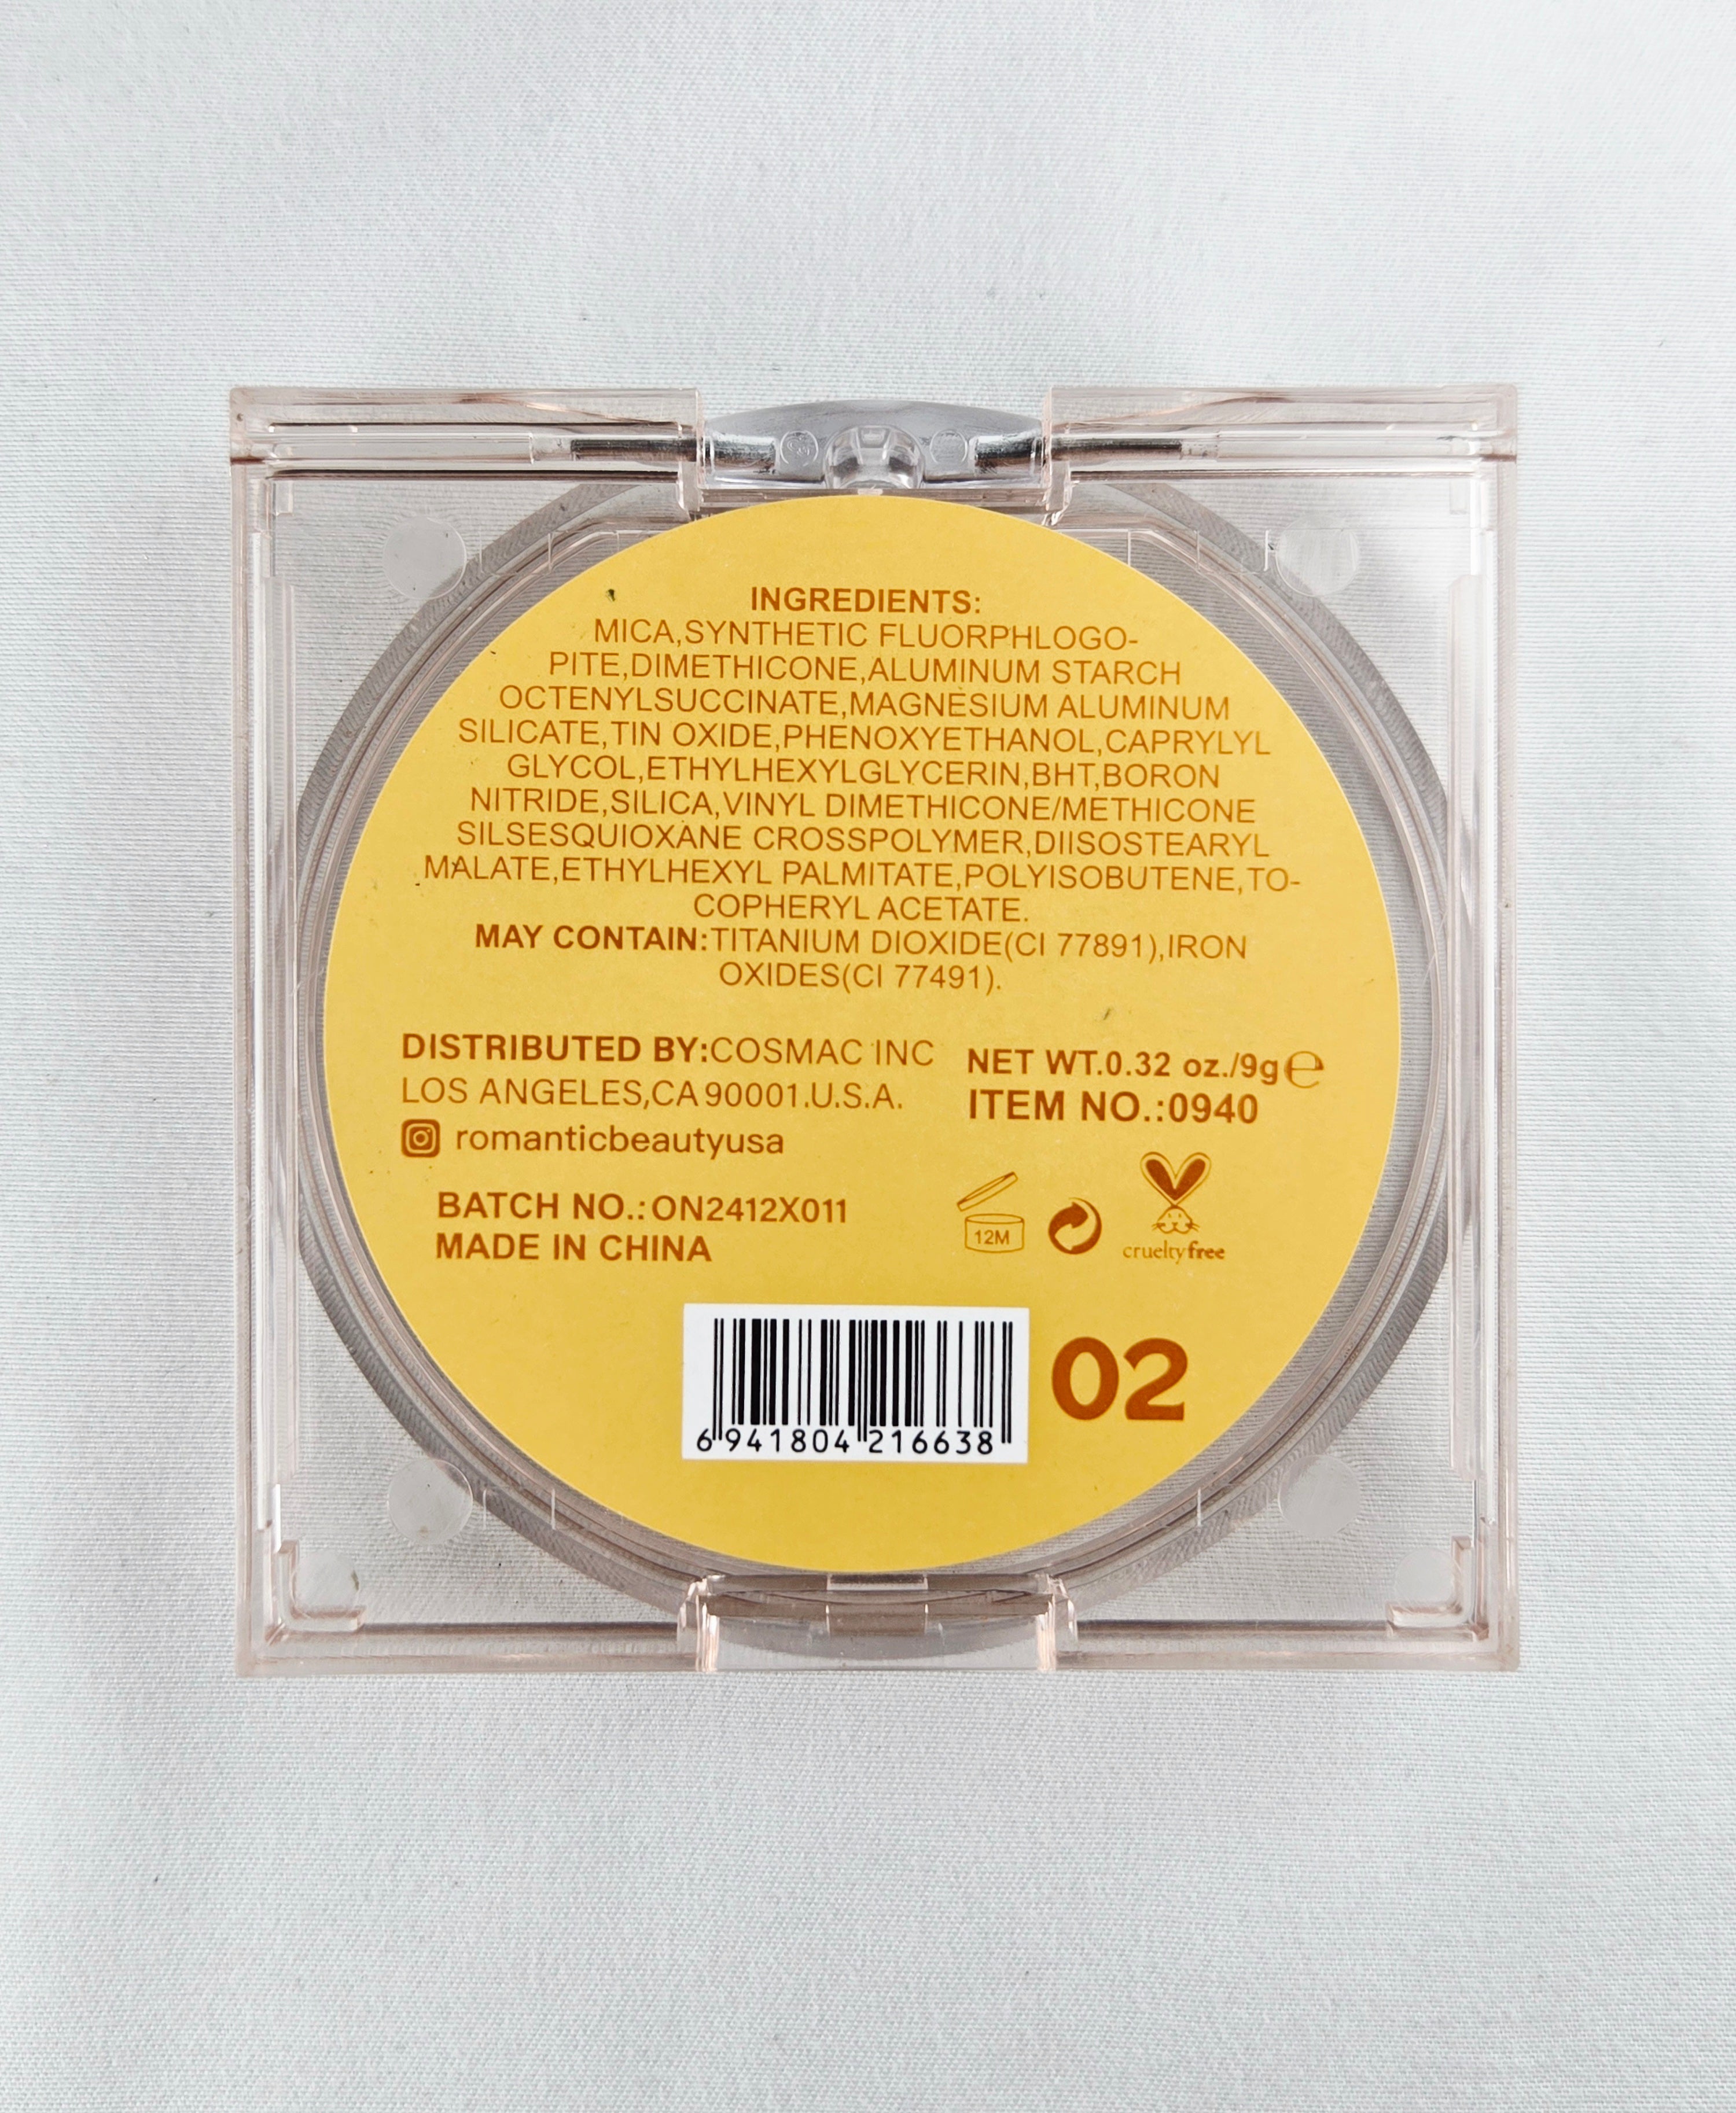 INGREDIENTS:
MICA,SYNTHETIC FLUORPHLOGO-
PITE,DIMETHICONE,ALUMINUM STARCH
OCTENYLSUCCINATE,MAGNESIUM ALUMINUM
SILICATE,TIN OXIDE,PHENOXYETHANOL,CAPRYLYL
GLYCOL,ETHYLHEXYLGLYCERIN,BHT,BORON
NITRIDE,SILICA,VINYL DIMETHICONE/METHICONE
SILSESQUIOXANE CROSSPOLYMER,DIISOSTEARYL
MALATE,ETHYLHEXYL PALMITATE,POLYISOBUTENE,TO-
COPHERYL ACETATE.
MAY CONTAIN:TITANIUM DIOXIDE(CI 77891),IRON
OXIDES(CI 77491).
DISTRIBUTED BY:COSMAC INC
LOS ANGELES,CA 90001.U.S.A.
romanticbeautyusa
NET WT.0.32 oz./9g℮
ITEM NO.:0940
BATCH NO.:ON2412X011
MADE IN CHINA
12M
crueltyfree
6 941804 216638
02